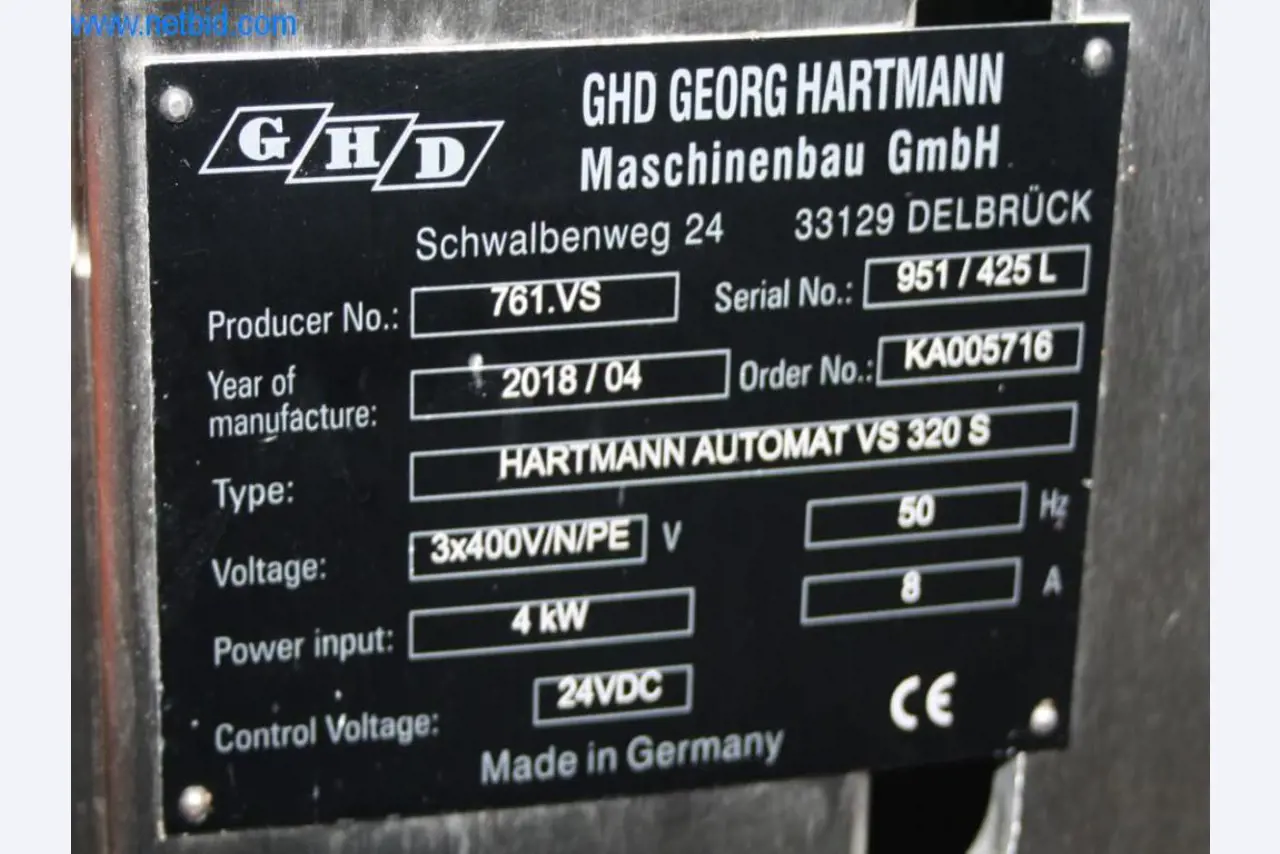 www.netbid.com
GHD GHD GEORG HARTMANN
Maschinenbau GmbH
Schwalbenweg 24 33129 DELBRÜCK
Producer No.: 761.VS Serial No.: 951 / 425 L
Year of
manufacture: 2018 / 04 Order No.: KA005716
Type: HARTMANN AUTOMAT VS 320 S
Voltage: 3x400V/N/PE V 50 Hz
Power input: 4 kW 8 A
Control Voltage: 24VDC CE
Made in Germany